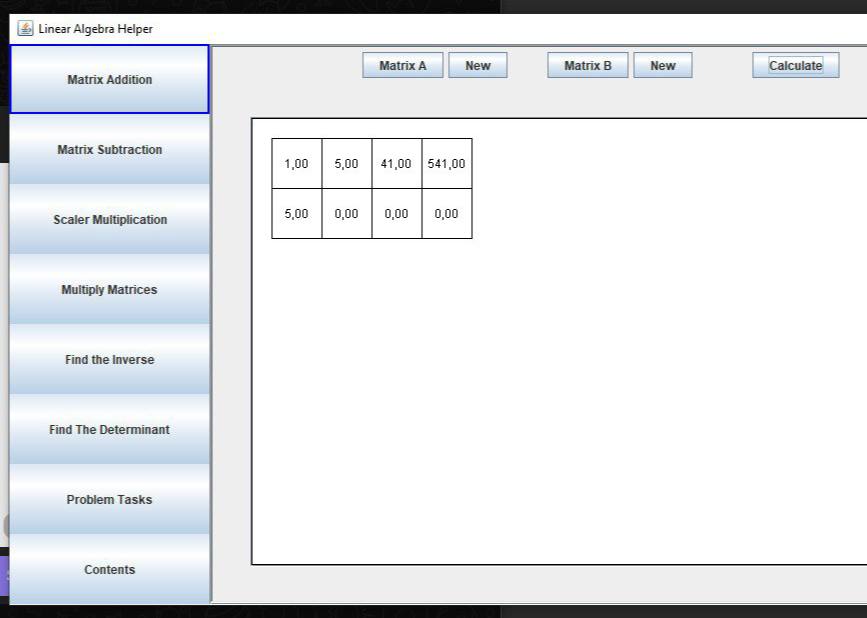 Linear Algebra Helper
Matrix A New Matrix B New Calculate
Matrix Addition
Matrix Subtraction
Scaler Multiplication
Multiply Matrices
Find the Inverse
Find The Determinant
Problem Tasks
Contents
1,00 5,00 41,00 541,00
5,00 0,00 0,00 0,00